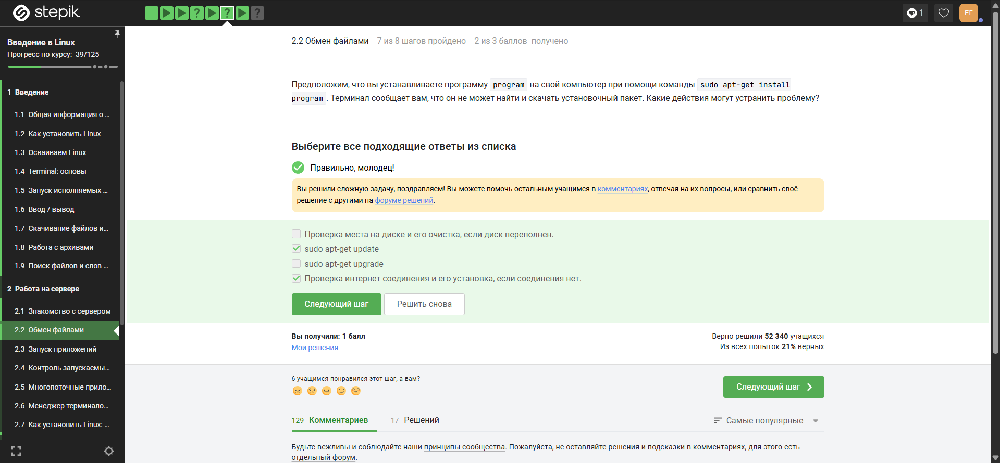 stepik
?
?
?
1
ЕГ
Введение в Linux
Прогресс по курсу: 39/125
1 Введение
1.1 Общая информация о ...
1.2 Как установить Linux
1.3 Осваиваем Linux
1.4 Terminal: основы
1.5 Запуск исполняемых ...
1.6 Ввод / вывод
1.7 Скачивание файлов и...
1.8 Работа с архивами
1.9 Поиск файлов и слов ...
2 Работа на сервере
2.1 Знакомство с сервером
2.2 Обмен файлами
2.3 Запуск приложений
2.4 Контроль запускаемы...
2.5 Многопоточные прило...
2.6 Менеджер терминало...
2.7 Как установить Linux: ...
2.2 Обмен файлами 7 из 8 шагов пройдено 2 из 3 баллов получено
Предположим, что вы устанавливаете программу program на свой компьютер при помощи команды sudo apt-get install
program. Терминал сообщает вам, что он не может найти и скачать установочный пакет. Какие действия могут устранить проблему?
Выберите все подходящие ответы из списка
Правильно, молодец!
Вы решили сложную задачу, поздравляем! Вы можете помочь остальным учащимся в комментариях, отвечая на их вопросы, или сравнить своё
решение с другими на форуме решений.
Проверка места на диске и его очистка, если диск переполнен.
sudo apt-get update
sudo apt-get upgrade
Проверка интернет соединения и его установка, если соединения нет.
Следующий шаг
Решить снова
Вы получили: 1 балл
Мои решения
Верно решили 52 340 учащихся
Из всех попыток 21% верных
6 учащимся понравился этот шаг, а вам?
Следующий шаг
129 Комментариев
17 Решений
Самые популярные
Будьте вежливы и соблюдайте наши принципы сообщества. Пожалуйста, не оставляйте решения и подсказки в комментариях, для этого есть
отдельный форум.